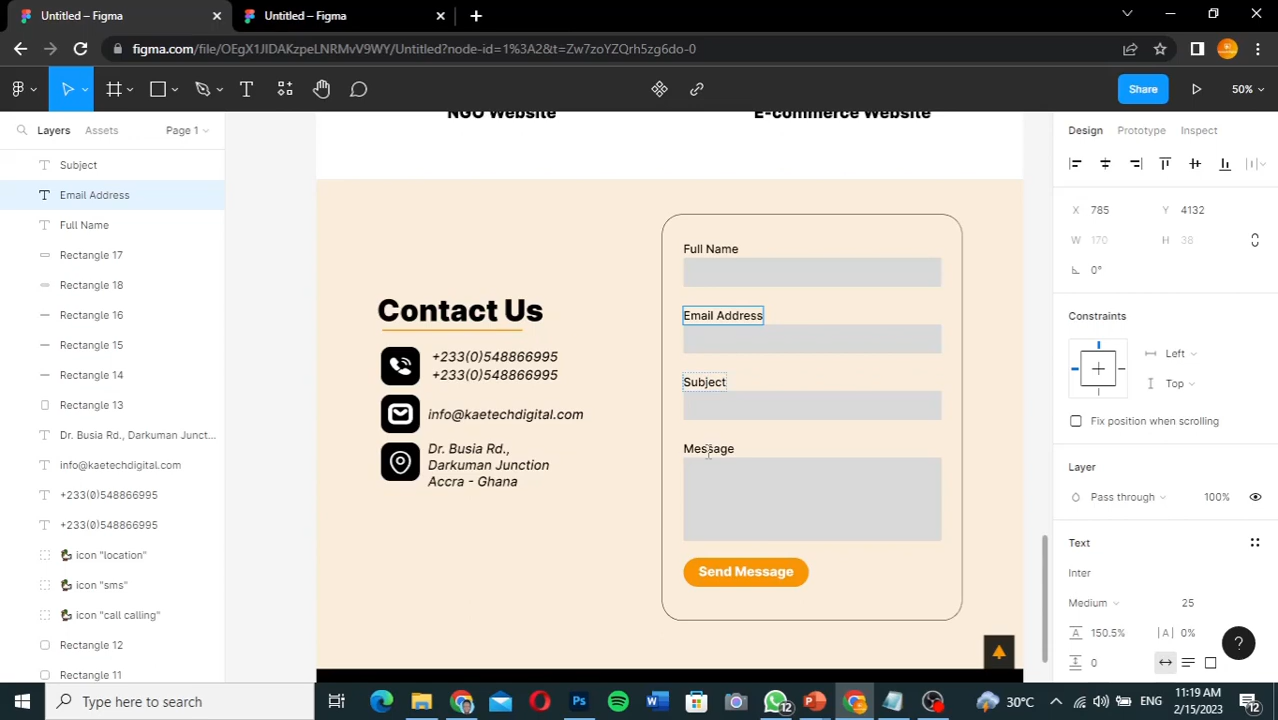 Untitled – Figma
Untitled – Figma
figma.com/file/OEgX1JIDAKzpeLNRMvV9WY/Untitled?node-id=1%3A2&t=Zw7zoYZQrh5zg6do-0
Share
50%
Layers
Assets
Page 1
Subject
Email Address
Full Name
Rectangle 17
Rectangle 18
Rectangle 16
Rectangle 15
Rectangle 14
Rectangle 13
Dr. Busia Rd., Darkuman Junct...
info@kaetechdigital.com
+233(0)548866995
+233(0)548866995
icon "location"
icon "sms"
icon "call calling"
Rectangle 12
Rectangle 11
NGO Website
E-commerce Website
Contact Us
+233(0)548866995
+233(0)548866995
info@kaetechdigital.com
Dr. Busia Rd.,
Darkuman Junction
Accra - Ghana
Full Name
Email Address
Subject
Message
Send Message
Design
Prototype
Inspect
X 785
Y 4132
W 170
H 38
0°
Constraints
Left
Top
Fix position when scrolling
Layer
Pass through
100%
Text
Inter
Medium
25
150.5%
0%
0
?
Type here to search
12
30°C
ENG
11:19 AM
2/15/2023
12